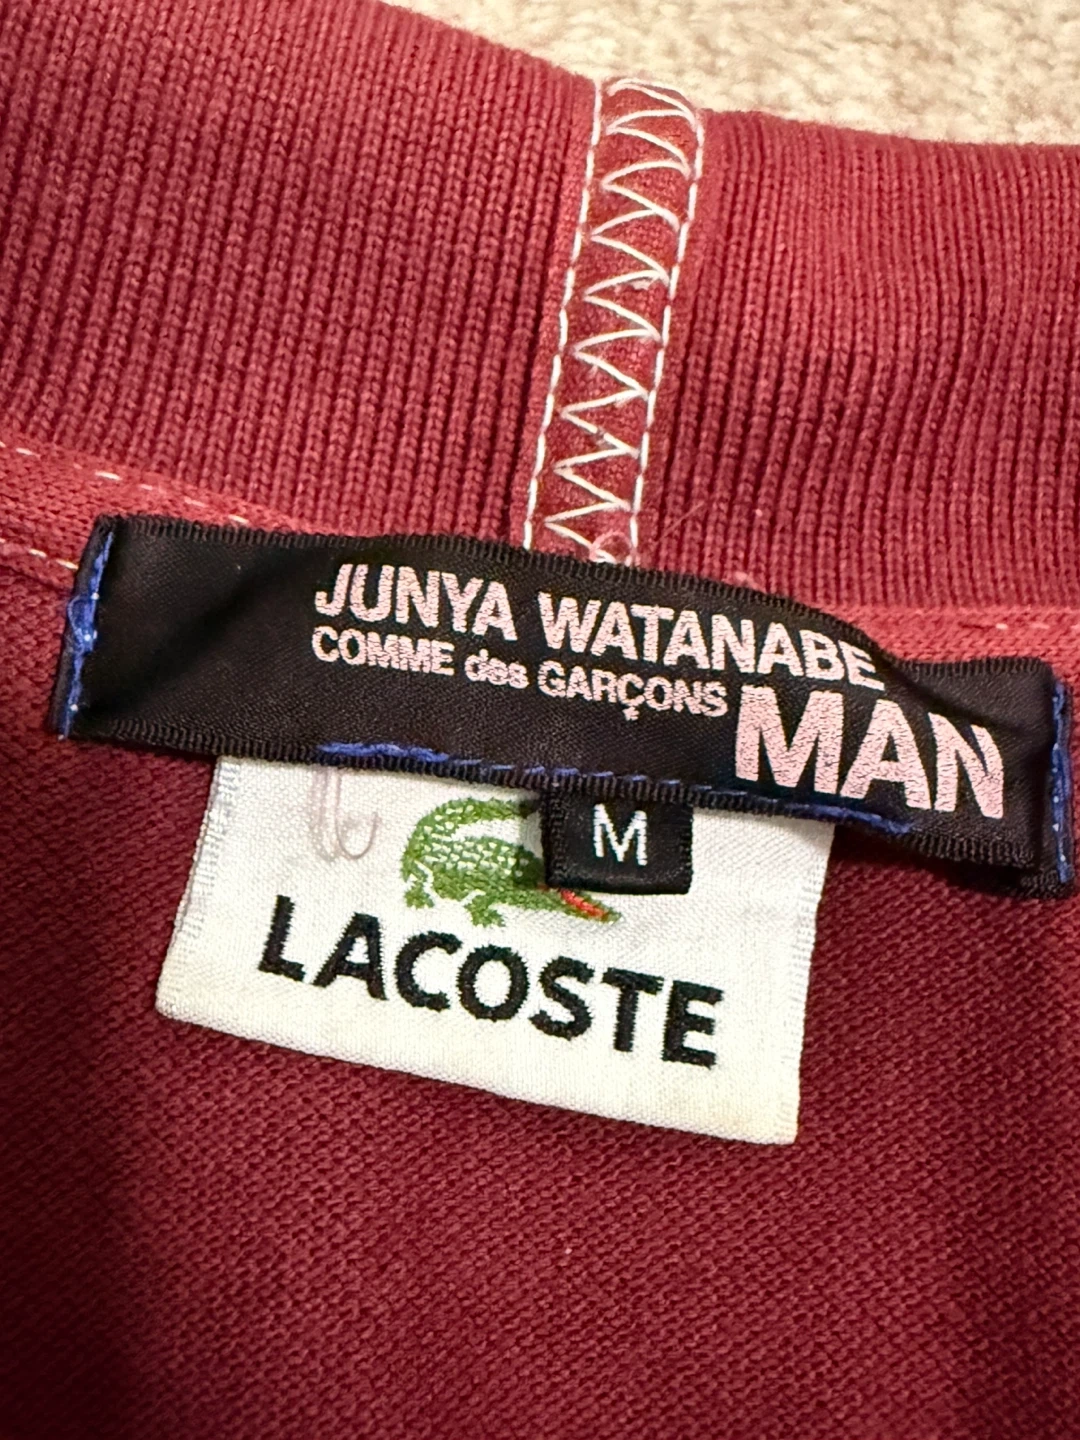 JUNYA WATANABE
COMME des GARÇONS
MAN
M
LACOSTE